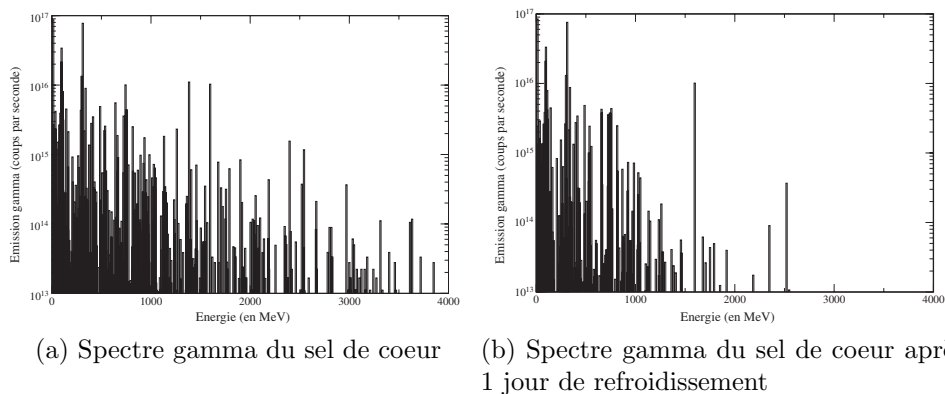 10^17
10^16
10^15
10^14
10^13
Emission gamma (coups par seconde)
0 1000 2000 3000 4000
Energie (en MeV)
(a) Spectre gamma du sel de coeur
10^17
10^16
10^15
10^14
10^13
Emission gamma (coups par seconde)
0 1000 2000 3000 4000
Energie (en MeV)
(b) Spectre gamma du sel de coeur aprè
1 jour de refroidissement